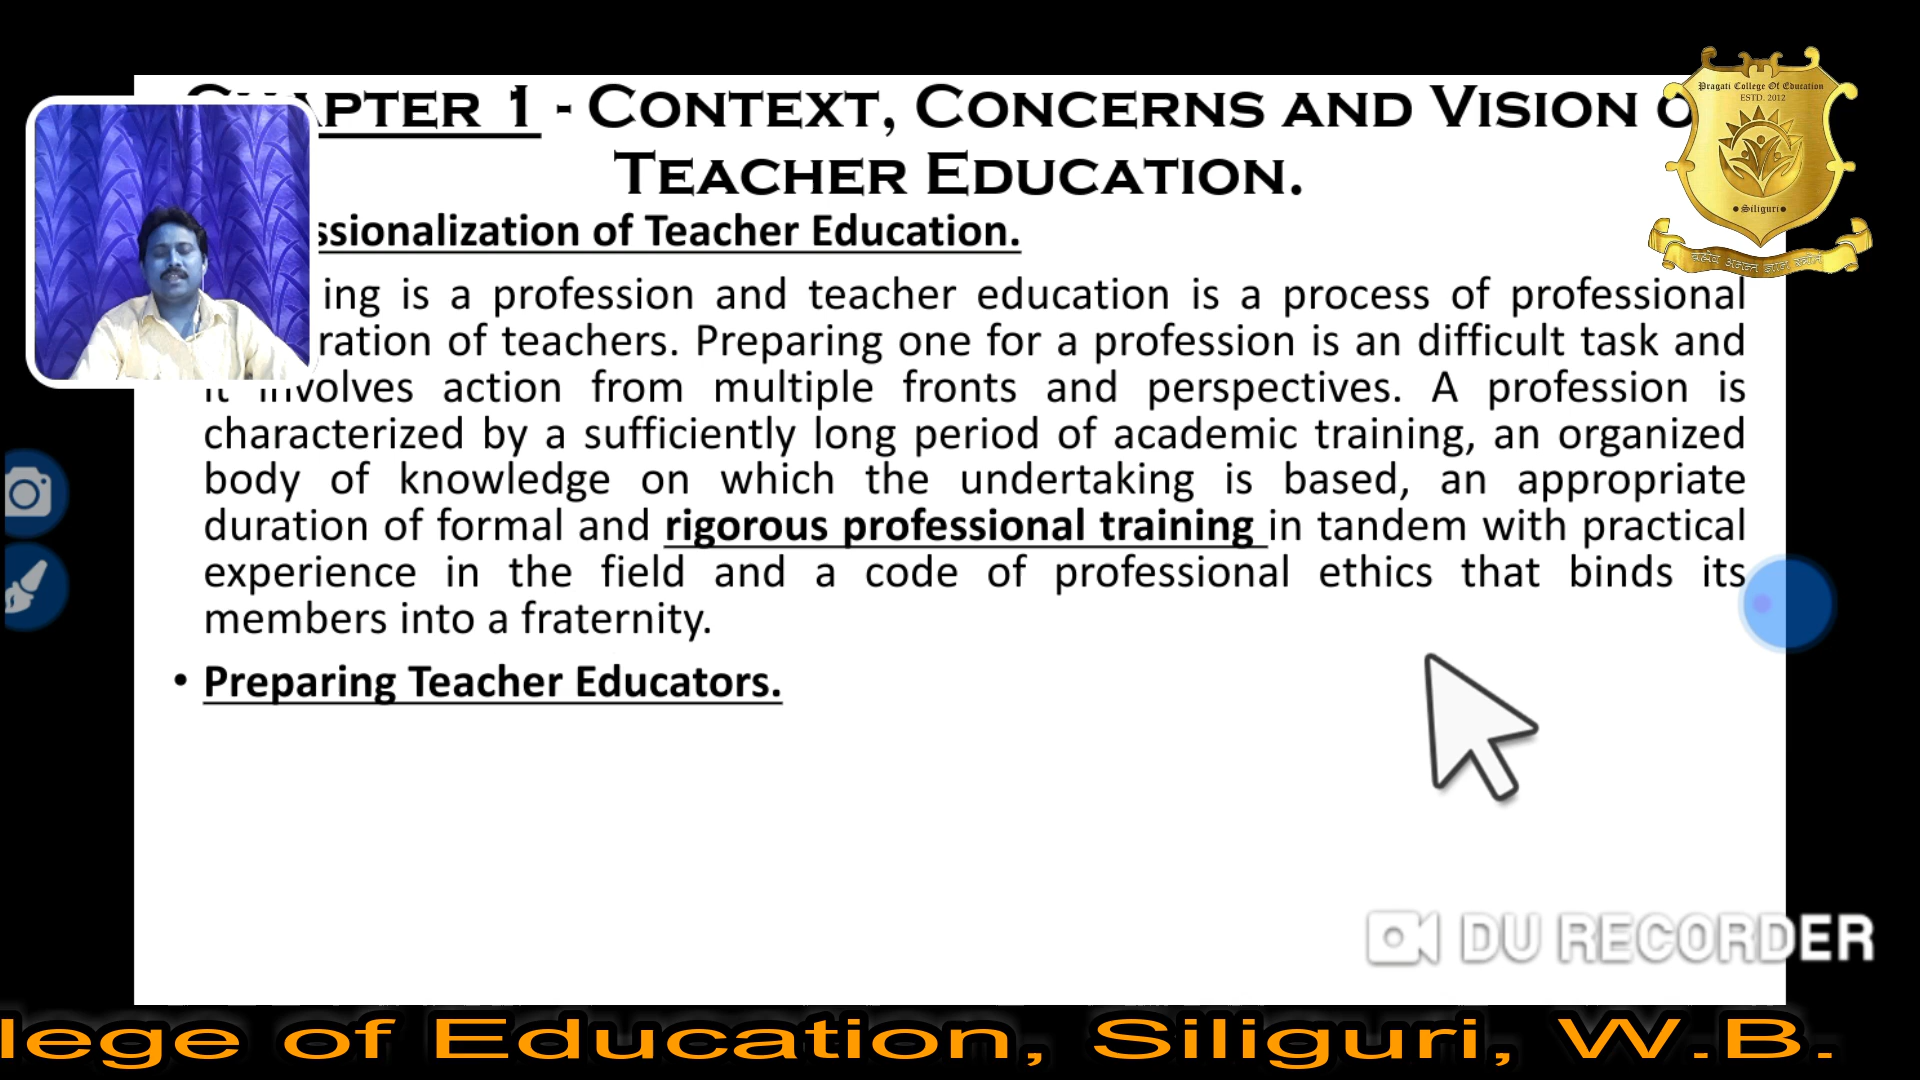 PTER 1 - CONTEXT, CONCERNS AND VISION O
TEACHER EDUCATION.
ssionalization of Teacher Education.
ing is a profession and teacher education is a process of professional
ration of teachers. Preparing one for a profession is an difficult task and
it involves action from multiple fronts and perspectives. A profession is
characterized by a sufficiently long period of academic training, an organized
body of knowledge on which the undertaking is based, an appropriate
duration of formal and rigorous professional training in tandem with practical
experience in the field and a code of professional ethics that binds its
members into a fraternity.
• Preparing Teacher Educators.
Pragati College Of Education
ESTD. 2012
• Siliguri •
DU RECORDER
lege of Education, Siliguri, W.B.